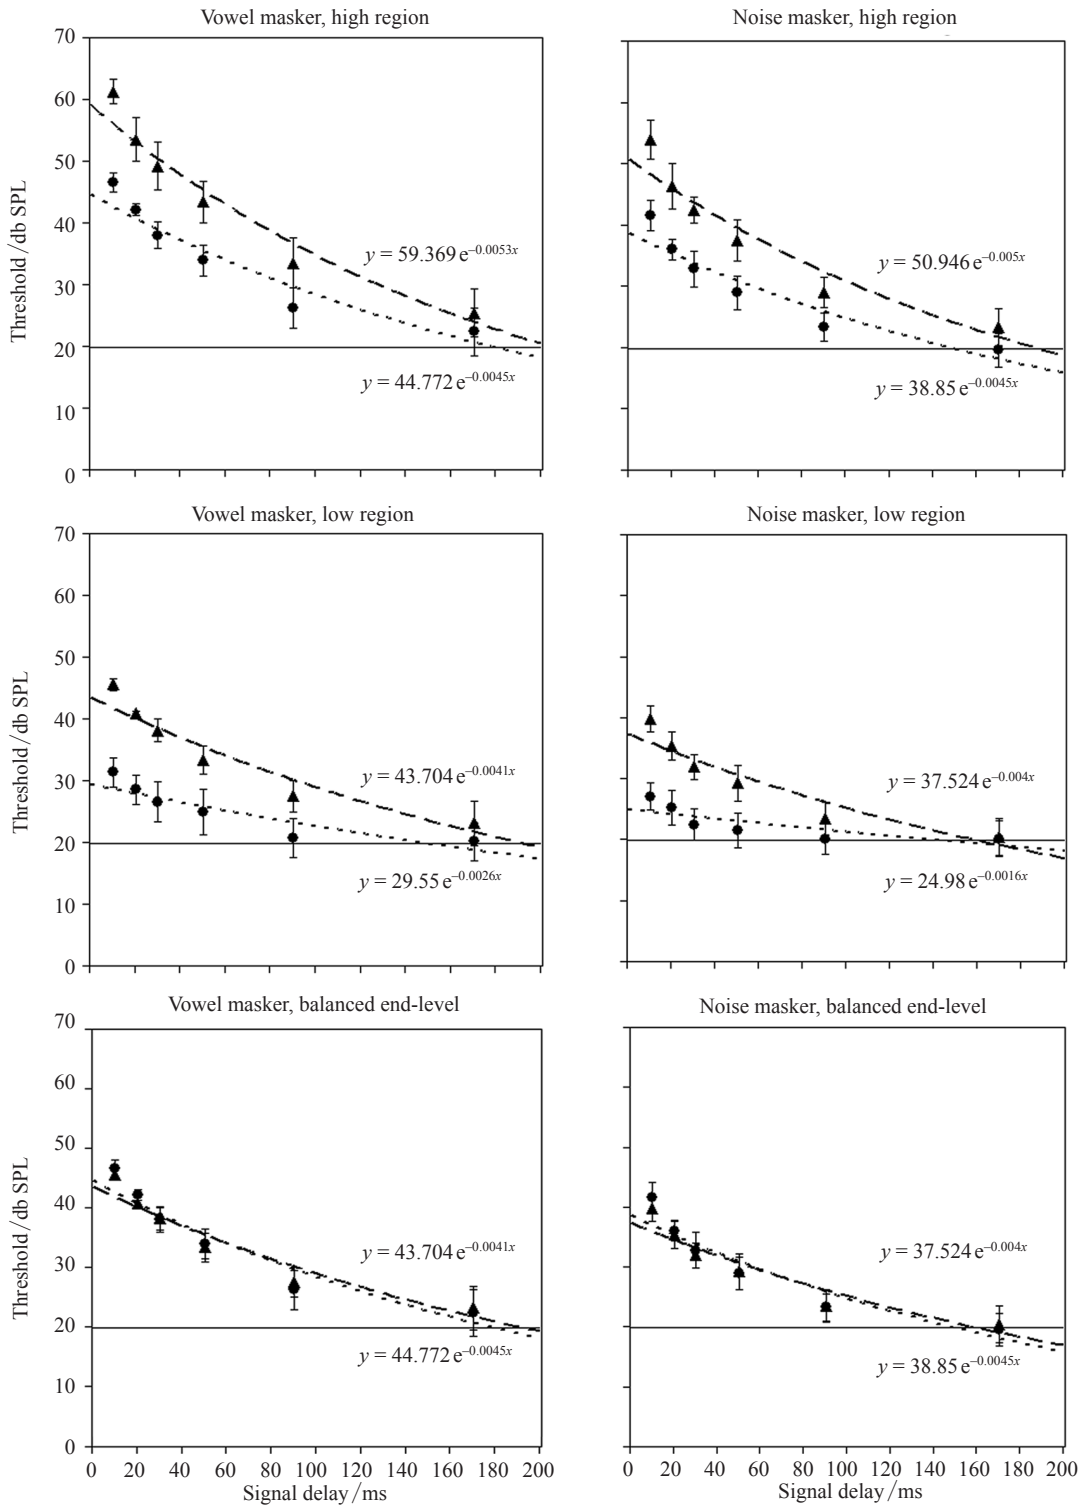 Vowel masker, high region
Noise masker, high region
70
60
50
40
30
20
10
0
Threshold/db SPL
y = 59.369 e^–0.0053x
y = 44.772 e^–0.0045x
y = 50.946 e^–0.005x
y = 38.85 e^–0.0045x
Vowel masker, low region
Noise masker, low region
70
60
50
40
30
20
10
0
Threshold/db SPL
y = 43.704 e^–0.0041x
y = 29.55 e^–0.0026x
y = 37.524 e^–0.004x
y = 24.98 e^–0.0016x
Vowel masker, balanced end-level
Noise masker, balanced end-level
70
60
50
40
30
20
10
0
Threshold/db SPL
y = 43.704 e^–0.0041x
y = 44.772 e^–0.0045x
y = 37.524 e^–0.004x
y = 38.85 e^–0.0045x
0 20 40 60 80 100 120 140 160 180 200
Signal delay/ms
0 20 40 60 80 100 120 140 160 180 200
Signal delay/ms